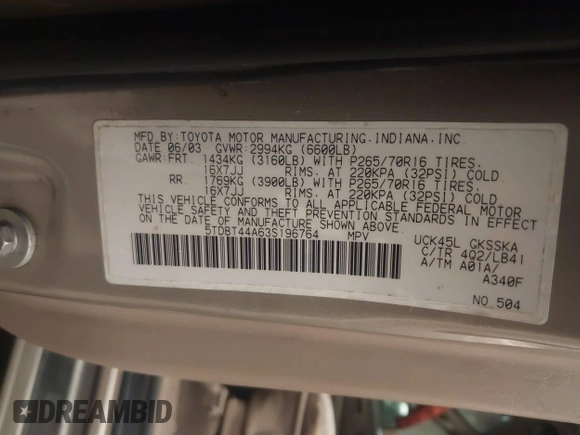 MFD BY:TOYOTA MOTOR MANUFACTURING.INDIANA.INC
DATE 06/03 GVWR:2994KG (6600LB)
GAWR:FRT 1434KG (3160LB) WITH P265/70R16 TIRES.
16X7JJ RIMS. AT 220KPA (32PSI) COLD
RR 1769KG (3900LB) WITH P265/70R16 TIRES.
16X7JJ RIMS. AT 220KPA (32PSI) COLD
THIS VEHICLE CONFORMS TO ALL APPLICABLE FEDERAL MOTOR
VEHICLE SAFETY AND THEFT PREVENTION STANDARDS IN EFFECT
ON THE DATE OF MANUFACTURE SHOWN ABOVE.
5TDBT44A63S196764 MPV
UCK45L GKSSKA
C/TR 4Q2/LB41
A/TM A01A/
A340F
NO.504
DREAMBID